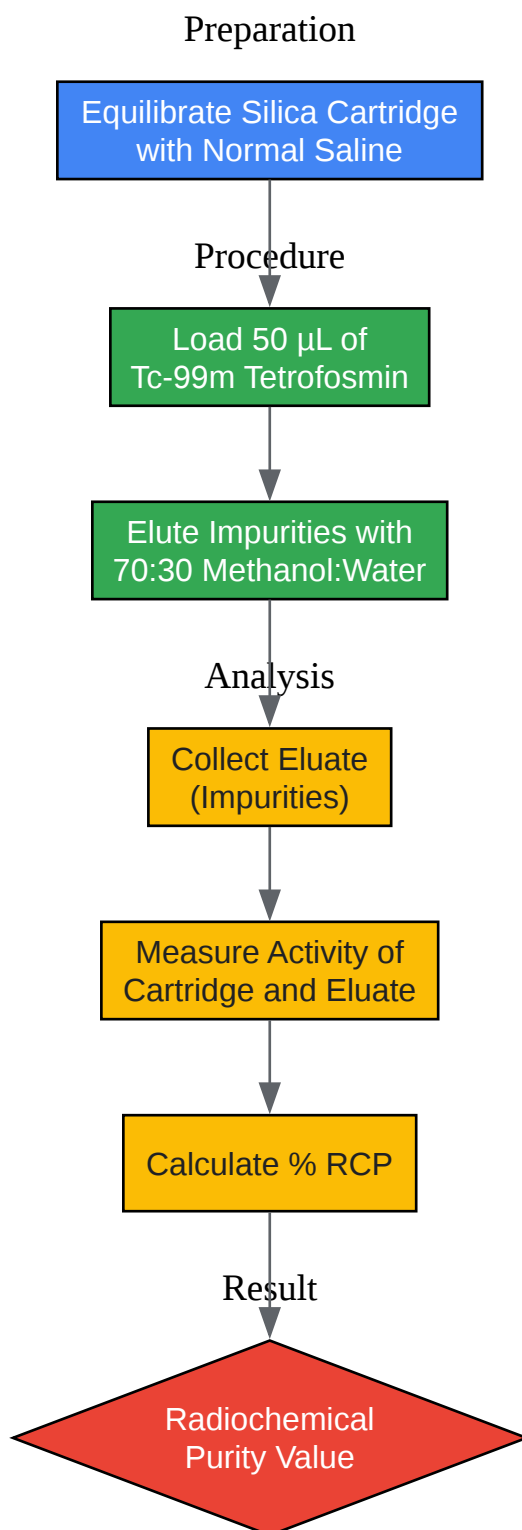 Preparation
Equilibrate Silica Cartridge
with Normal Saline
Procedure
Load 50 µL of
Tc-99m Tetrofosmin
Elute Impurities with
70:30 Methanol:Water
Analysis
Collect Eluate
(Impurities)
Measure Activity of
Cartridge and Eluate
Calculate % RCP
Result
Radiochemical
Purity Value